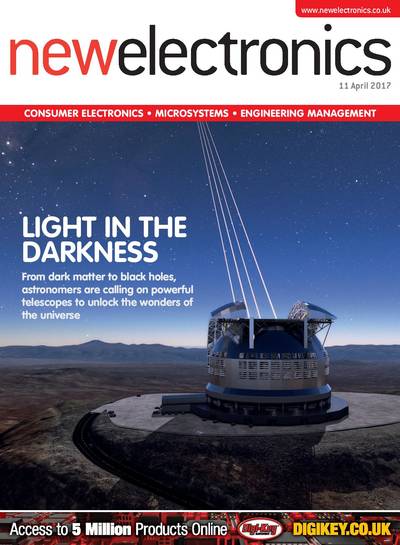 www.newelectronics.co.uk
newelectronics
11 April 2017
CONSUMER ELECTRONICS • MICROSYSTEMS • ENGINEERING MANAGEMENT
LIGHT IN THE
DARKNESS
From dark matter to black holes,
astronomers are calling on powerful
telescopes to unlock the wonders of
the universe
Access to 5 Million Products Online Digi-Key DIGIKEY.CO.UK